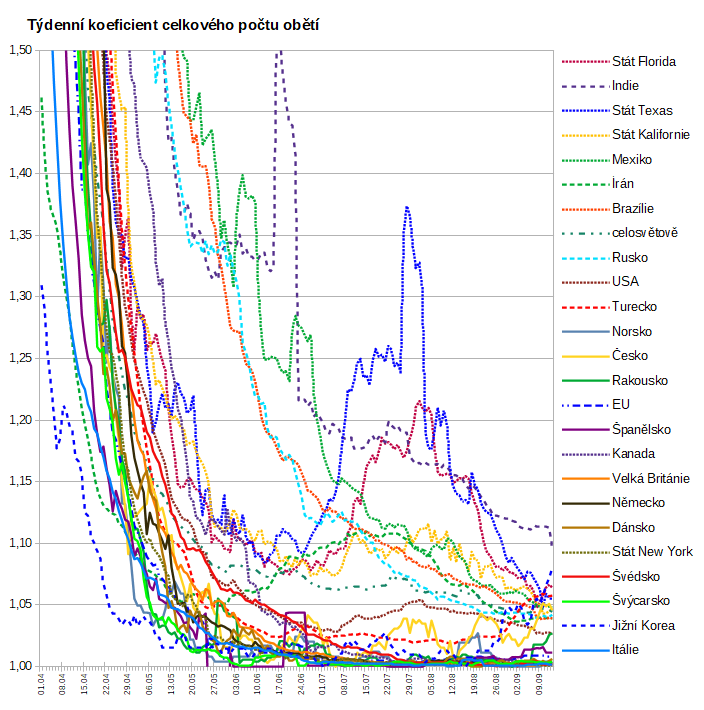 Týdenní koeficient celkového počtu obětí
1,50
1,45
1,40
1,35
1,30
1,25
1,20
1,15
1,10
1,05
1,00
01.04
08.04
15.04
22.04
29.04
06.05
13.05
20.05
27.05
03.06
10.06
17.06
24.06
01.07
08.07
15.07
22.07
29.07
05.08
12.08
19.08
26.08
02.09
09.09
Stát Florida
Indie
Stát Texas
Stát Kalifornie
Mexiko
Írán
Brazílie
celosvětově
Rusko
USA
Turecko
Norsko
Česko
Rakousko
EU
Španělsko
Kanada
Velká Británie
Německo
Dánsko
Stát New York
Švédsko
Švýcarsko
Jižní Korea
Itálie